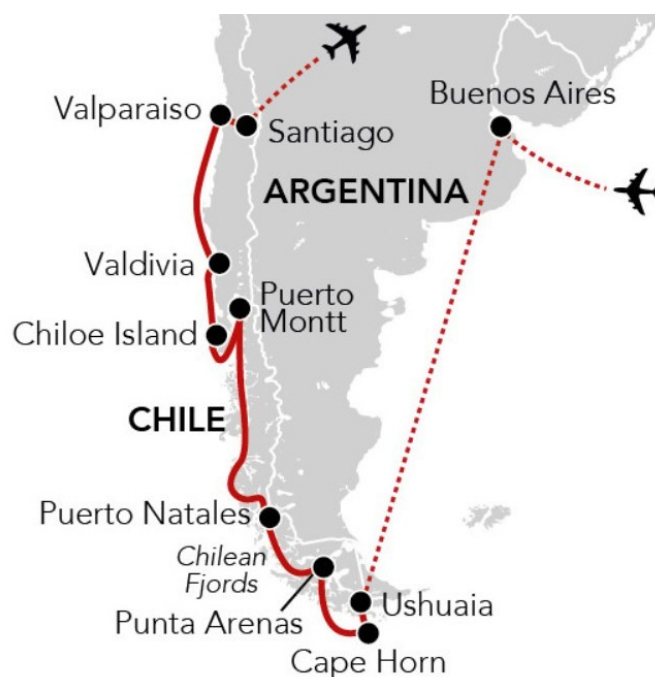 Buenos Aires
Valparaiso
Santiago
ARGENTINA
Valdivia
Puerto
Montt
Chiloe Island
CHILE
Puerto Natales
Chilean
Fjords
Punta Arenas
Ushuaia
Cape Horn